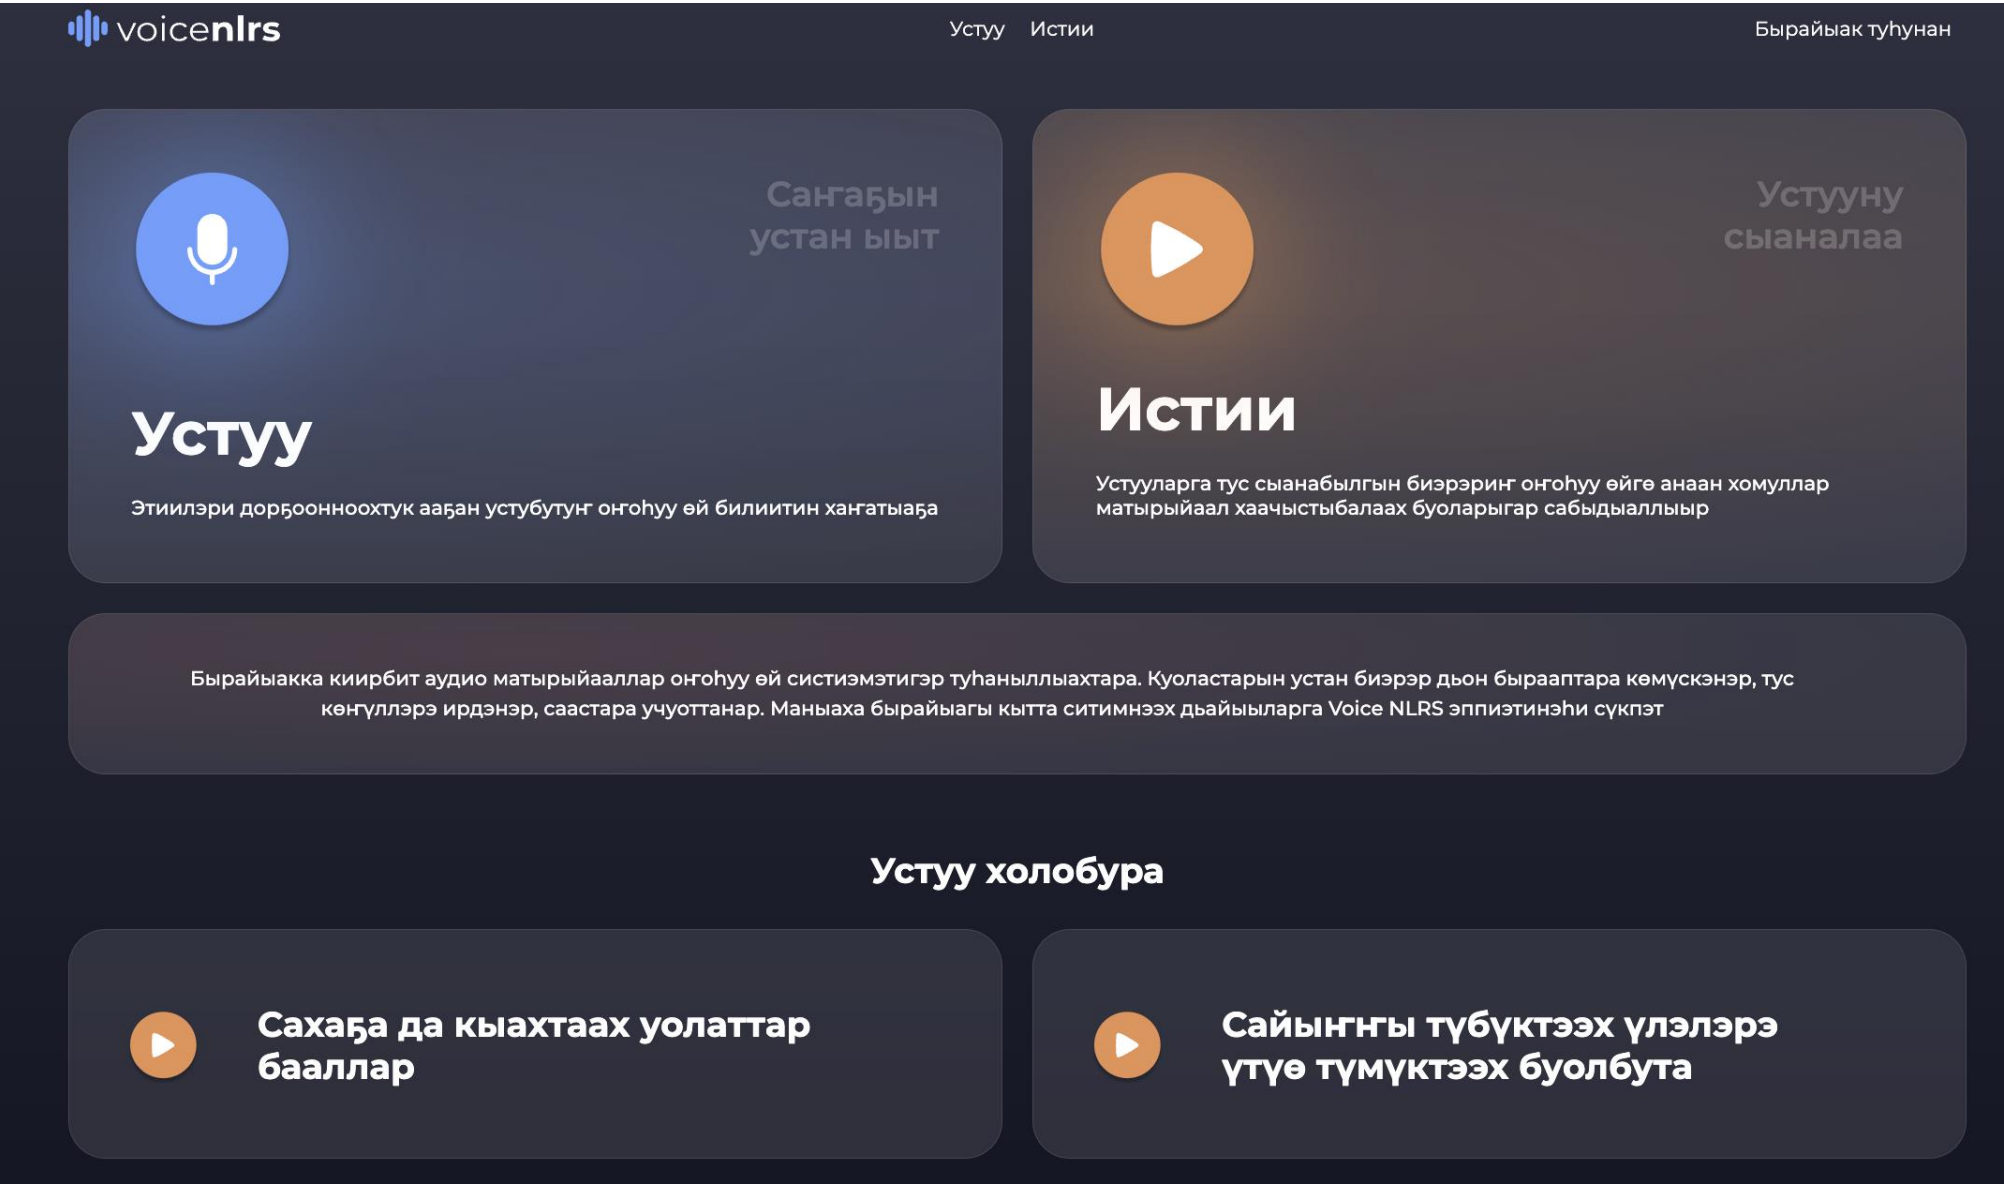 voicenlrs
Устуу Истии
Бырайыак туһунан
Саҥаҕын
устан ыыт
Устуу
Этиилэри дорҕоонноохтук ааҕан устубутуҥ оҥоһуу өй билиитин хаҥатыаҕа
Устууну
сыаналаа
Истии
Устууларга тус сыанабылгын биэрэриҥ оҥоһуу өйгө анаан хомуллар
матырыйаал хаачыстыбалаах буоларыгар сабыдыаллыыр
Бырайыакка киирбит аудио матырыйааллар оҥоһуу өй систиэмэтигэр туһаныллыахтара. Куоластарын устан биэрэр дьон бырааптара көмүскэнэр, тус
көҥүллэрэ ирдэнэр, саастара учуоттанар. Маныаха бырайыагы кытта ситимнээх дьайыыларга Voice NLRS эппиэтинэһи сүкпэт
Устуу холобура
Сахаҕа да кыахтаах уолаттар
бааллар
Сайыҥҥы түбүктээх үлэлэрэ
үтүө түмүктээх буолбута